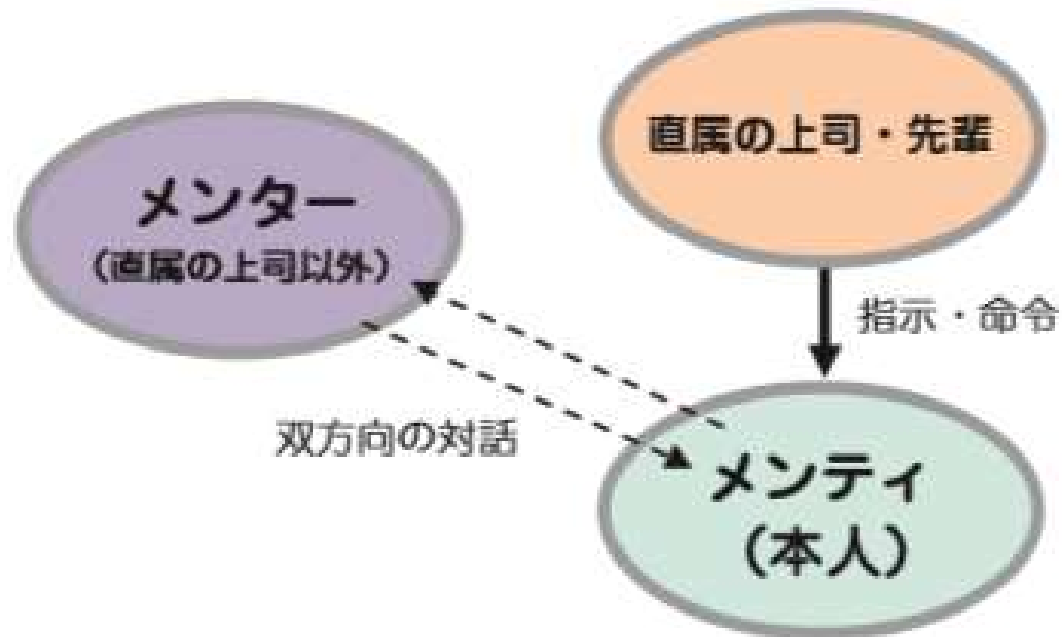 直属の上司・先輩
メンター
（直属の上司以外）
指示・命令
双方向の対話
メンティ
（本人）